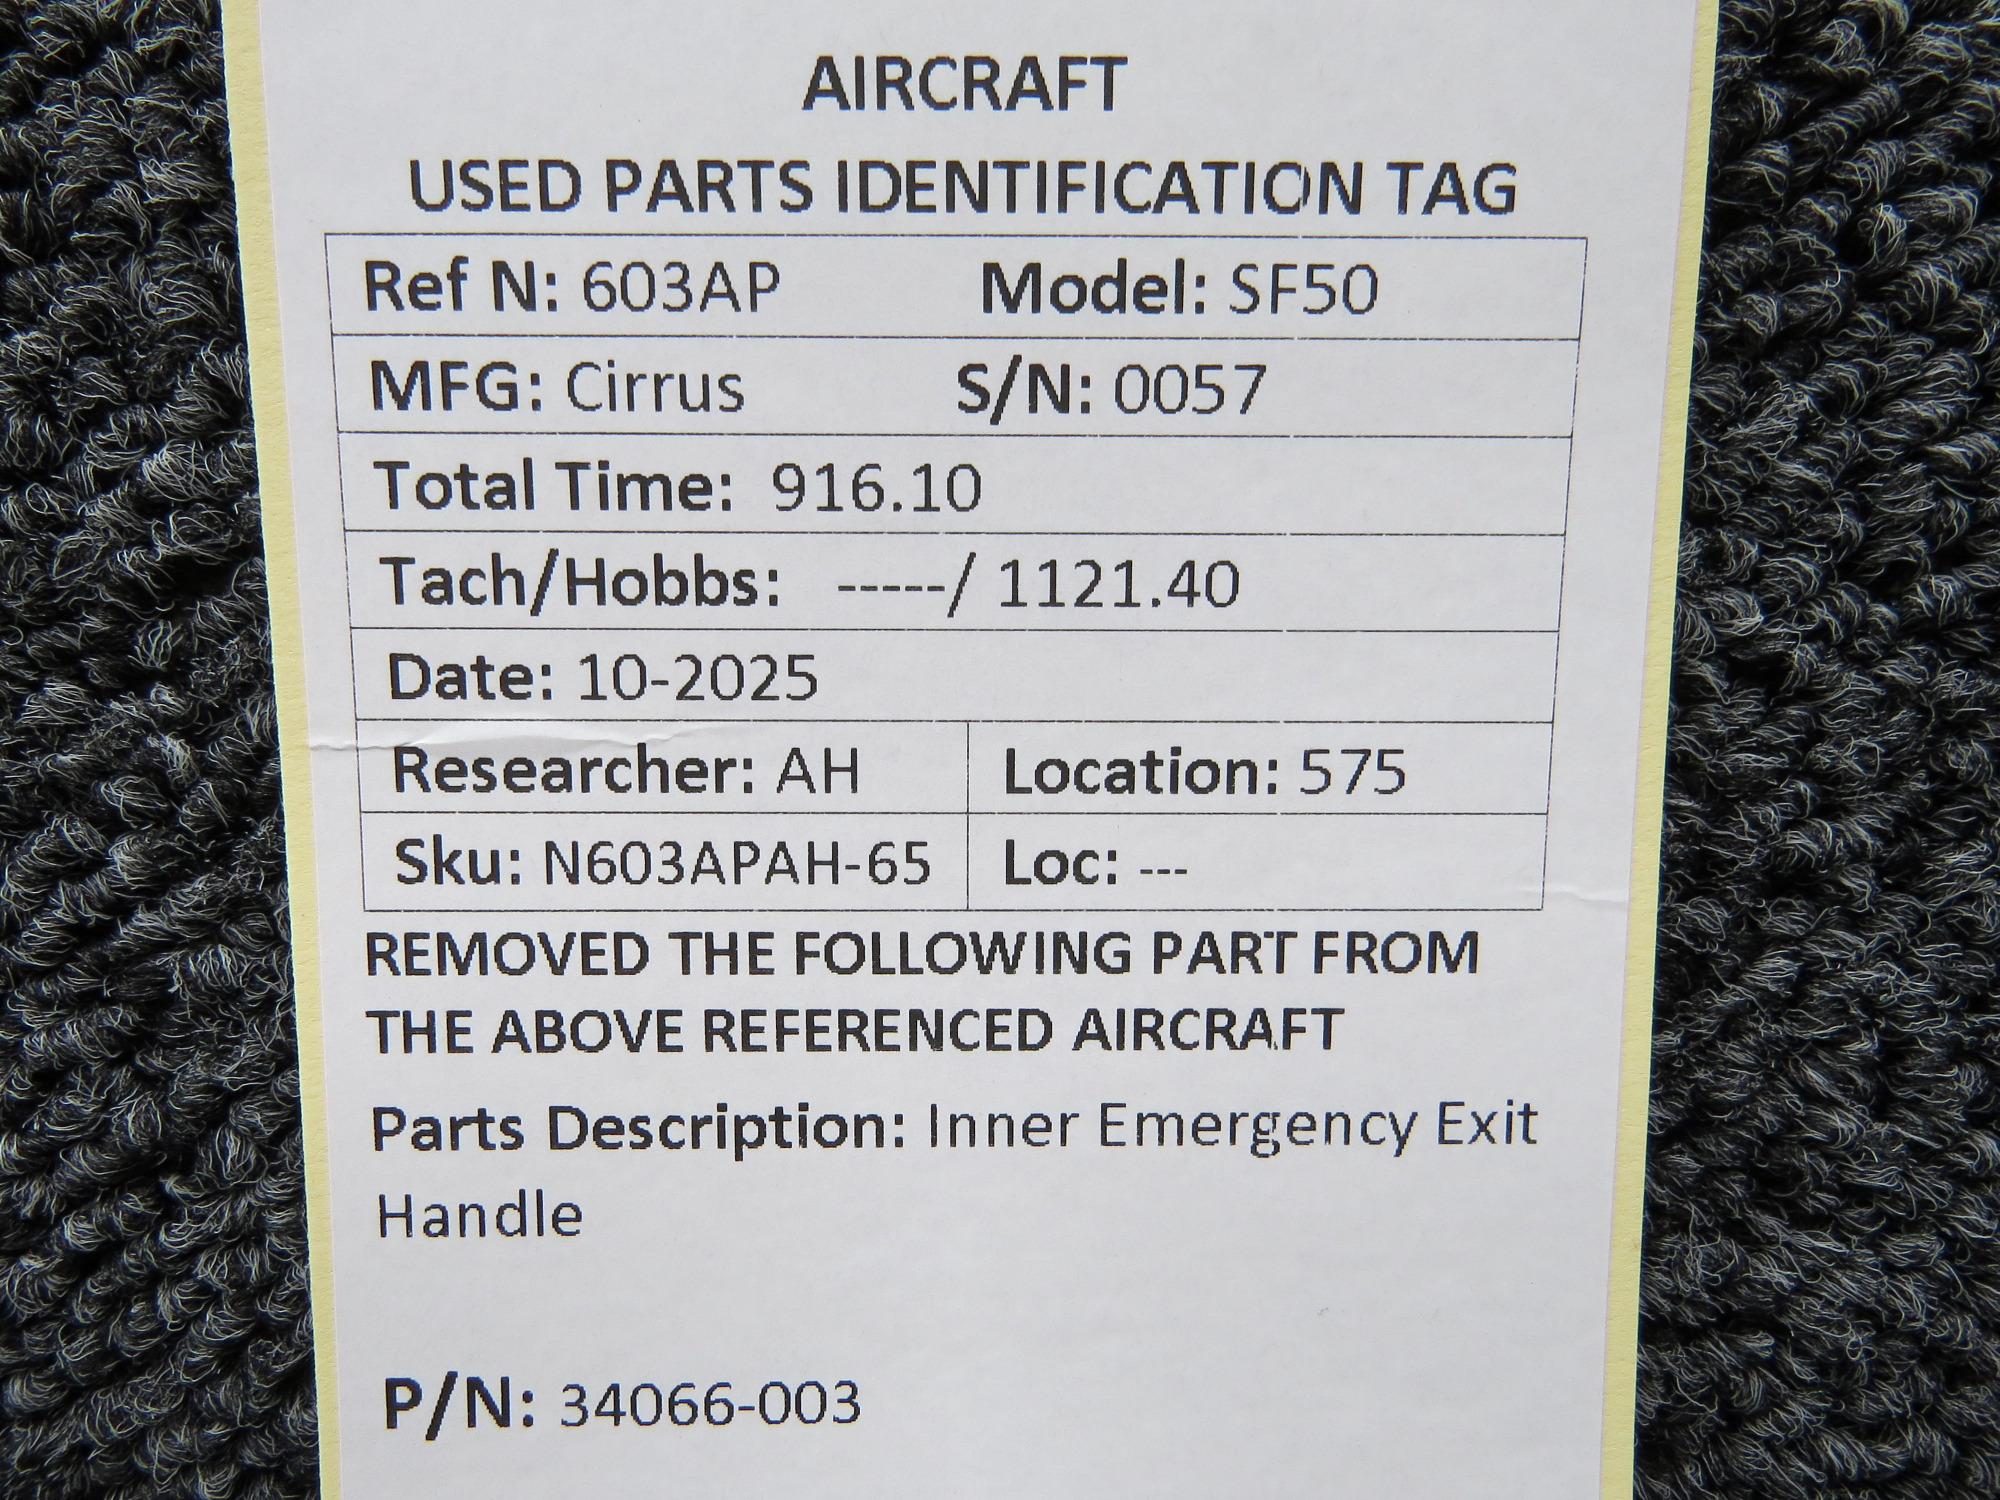 AIRCRAFT
USED PARTS IDENTIFICATION TAG
Ref N: 603AP Model: SF50
MFG: Cirrus S/N: 0057
Total Time: 916.10
Tach/Hobbs: -----/ 1121.40
Date: 10-2025
Researcher: AH Location: 575
Sku: N603APAH-65 Loc: ---
REMOVED THE FOLLOWING PART FROM
THE ABOVE REFERENCED AIRCRAFT
Parts Description: Inner Emergency Exit
Handle
P/N: 34066-003